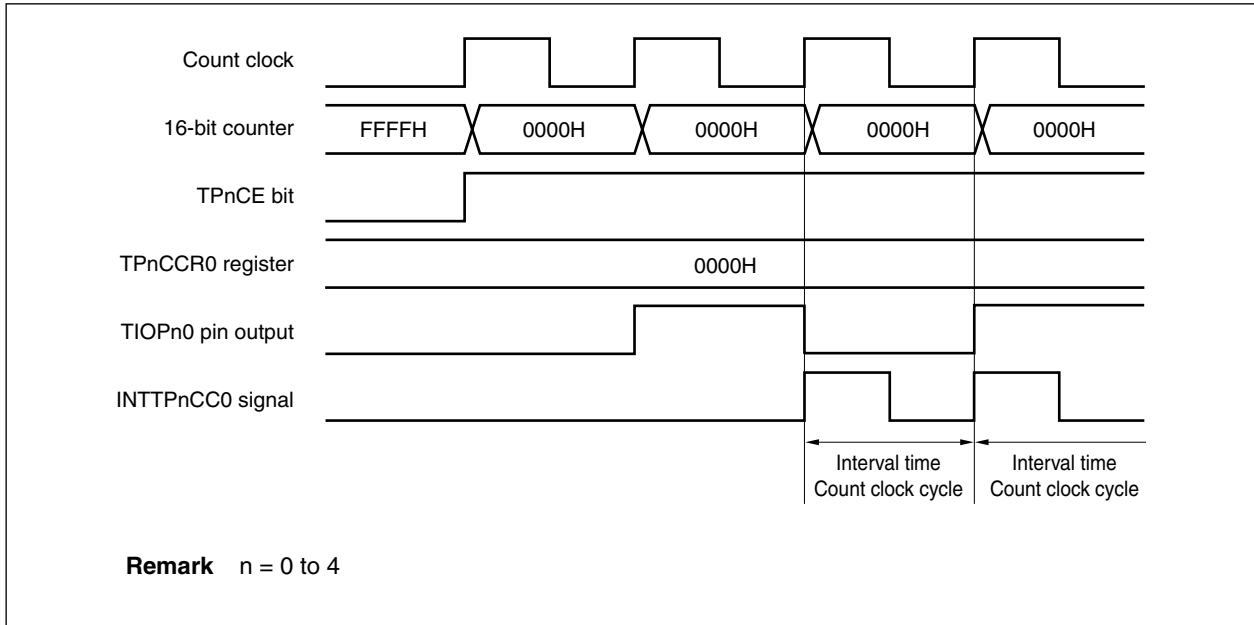 Count clock
16-bit counter FFFFH 0000H 0000H 0000H 0000H
TPnCE bit
TPnCCR0 register 0000H
TIOPn0 pin output
INTTPnCC0 signal
Interval time Interval time
Count clock cycle Count clock cycle
Remark n = 0 to 4